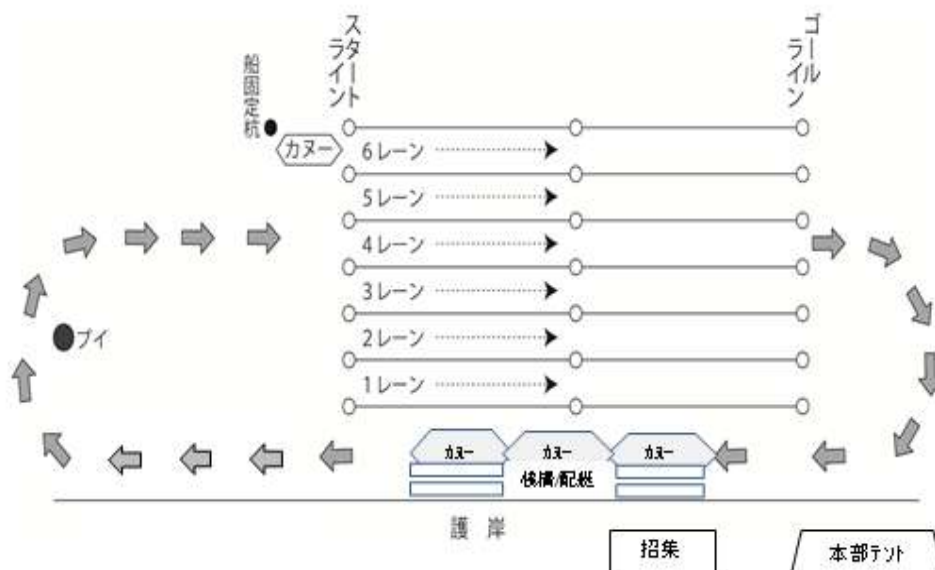 スタート
ライン
ゴール
ライン
船固定杭
カヌー
6レーン
5レーン
4レーン
3レーン
2レーン
1レーン
ブイ
カヌー
カヌー
カヌー
桟橋/配艇
護 岸
招集
本部テント